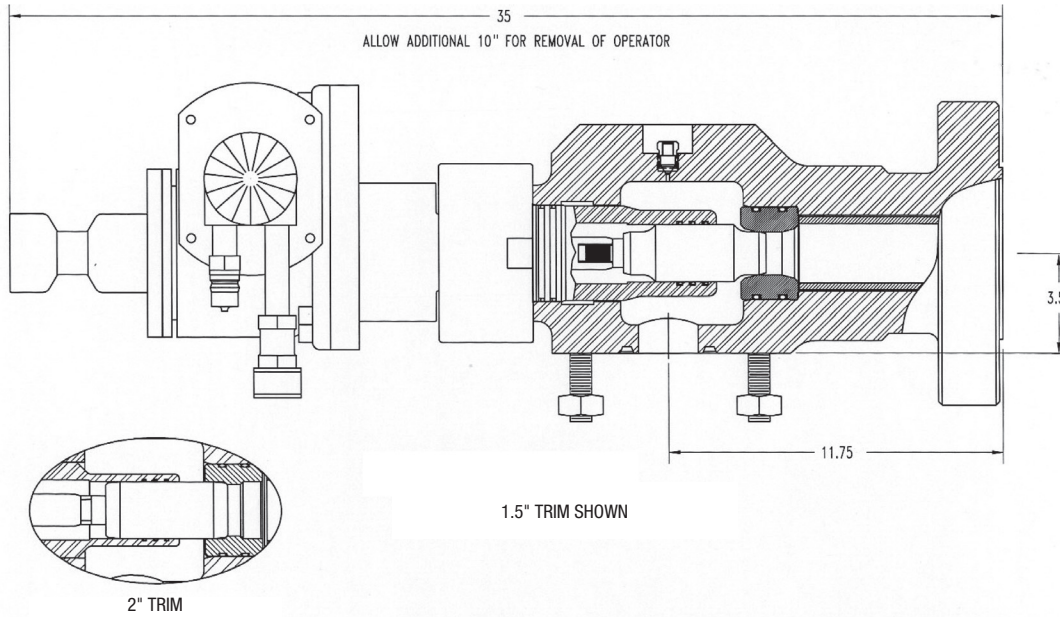 35
ALLOW ADDITIONAL 10" FOR REMOVAL OF OPERATOR
11.75
1.5" TRIM SHOWN
2" TRIM